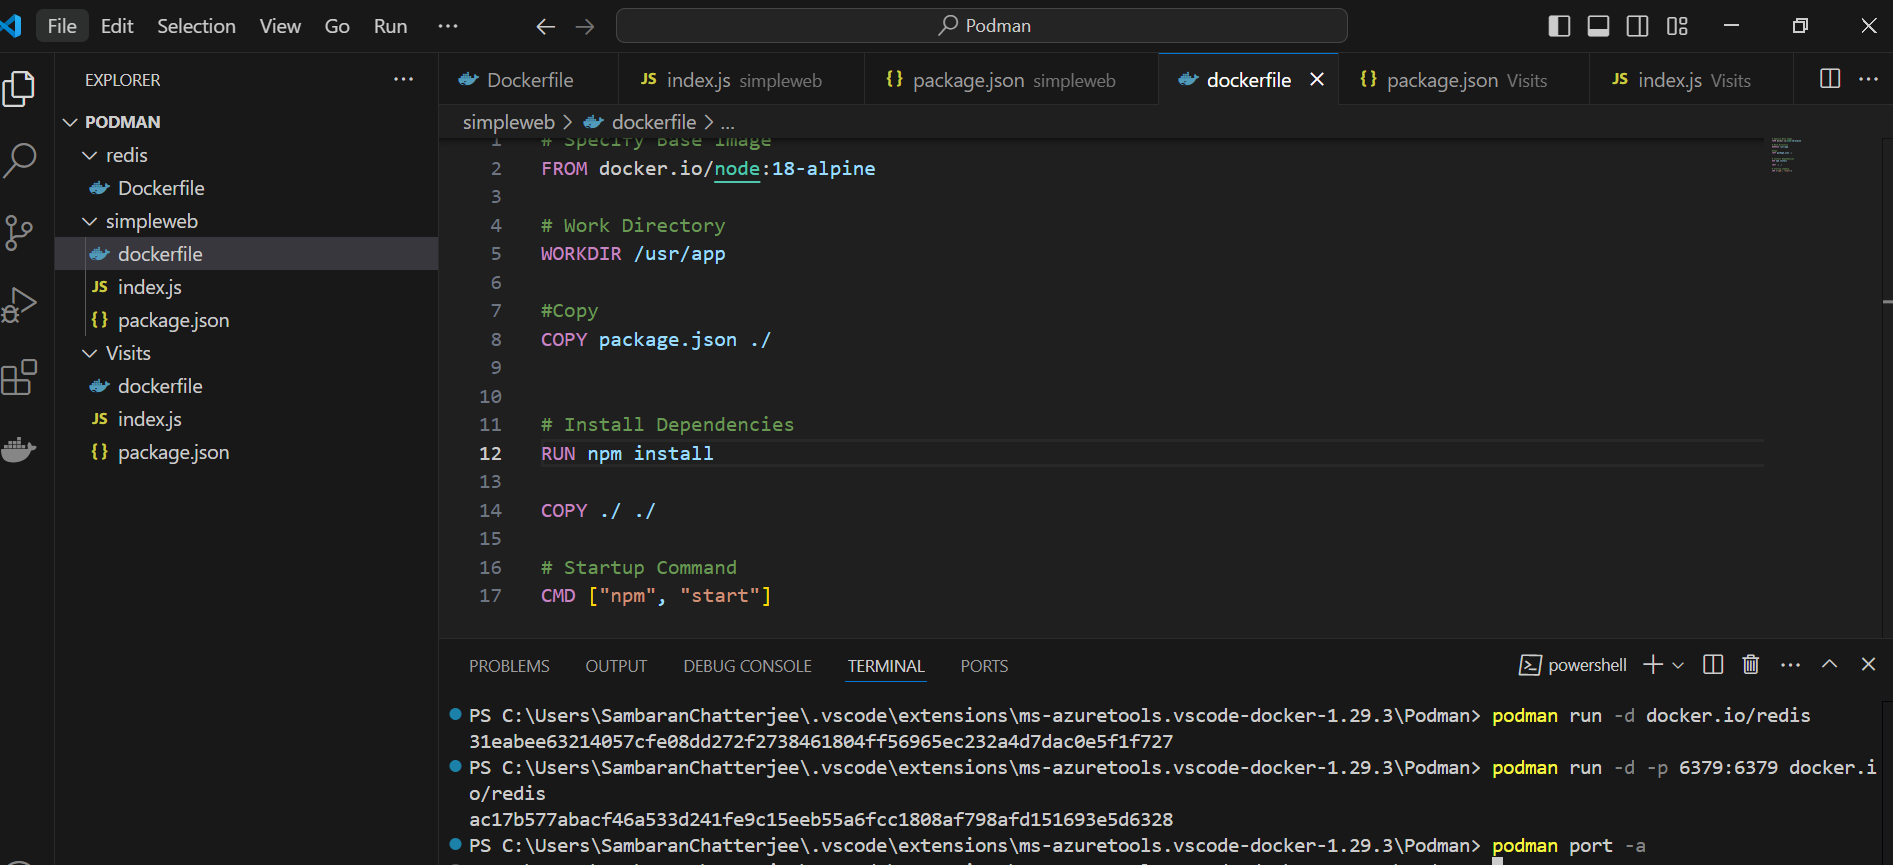 File Edit Selection View Go Run ··· Podman
EXPLORER ···
PODMAN
redis
Dockerfile
simpleweb
dockerfile
JS index.js
{} package.json
Visits
dockerfile
JS index.js
{} package.json
Dockerfile JS index.js simpleweb {} package.json simpleweb dockerfile {} package.json Visits JS index.js Visits ···
simpleweb > dockerfile > ...
1 # Specify Base Image
2 FROM docker.io/node:18-alpine
3
4 # Work Directory
5 WORKDIR /usr/app
6
7 #Copy
8 COPY package.json ./
9
10
11 # Install Dependencies
12 RUN npm install
13
14 COPY ./ ./
15
16 # Startup Command
17 CMD ["npm", "start"]
PROBLEMS OUTPUT DEBUG CONSOLE TERMINAL PORTS powershell ···
PS C:\Users\SambaranChatterjee\.vscode\extensions\ms-azuretools.vscode-docker-1.29.3\Podman> podman run -d docker.io/redis
31eabee63214057cfe08dd272f2738461804ff56965ec232a4d7dac0e5f1f727
PS C:\Users\SambaranChatterjee\.vscode\extensions\ms-azuretools.vscode-docker-1.29.3\Podman> podman run -d -p 6379:6379 docker.i
o/redis
ac17b577abacf46a533d241fe9c15eeb55a6fcc1808af798afd151693e5d6328
PS C:\Users\SambaranChatterjee\.vscode\extensions\ms-azuretools.vscode-docker-1.29.3\Podman> podman port -a